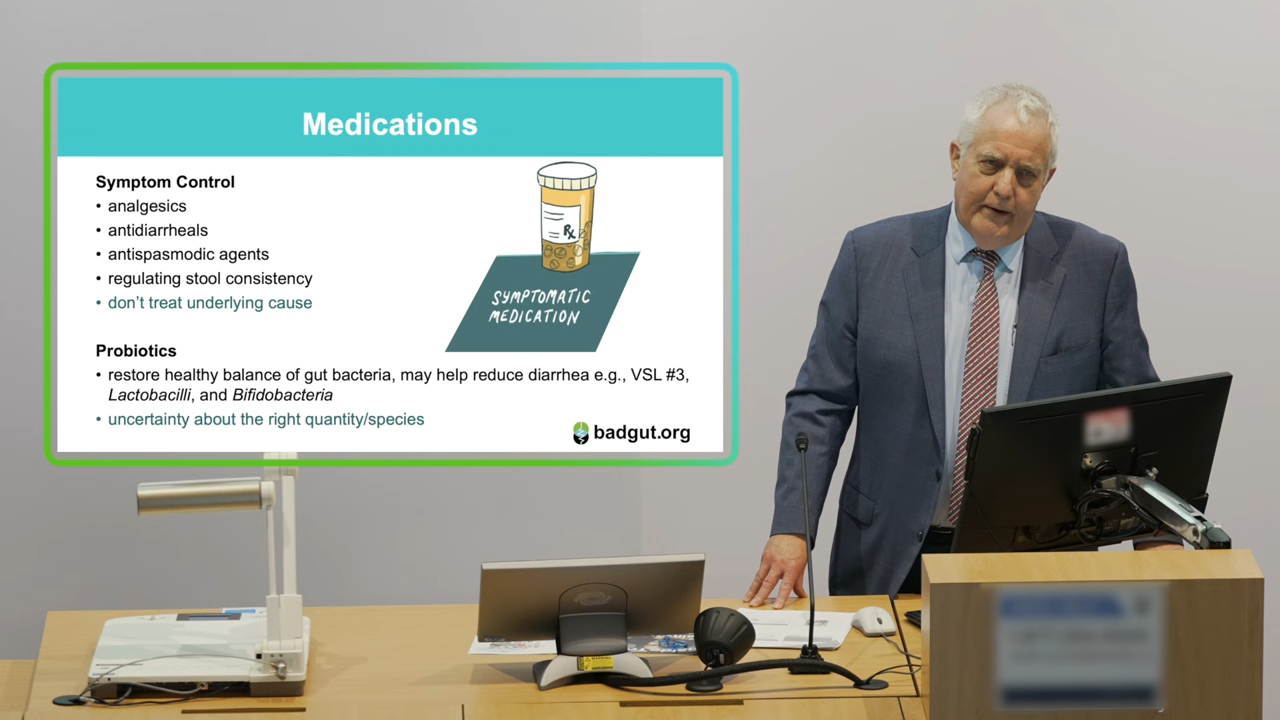 Medications
Symptom Control
• analgesics
• antidiarrheals
• antispasmodic agents
• regulating stool consistency
• don’t treat underlying cause
Rx
SYMPTOMATIC
MEDICATION
Probiotics
• restore healthy balance of gut bacteria, may help reduce diarrhea e.g., VSL #3,
Lactobacilli, and Bifidobacteria
• uncertainty about the right quantity/species
badgut.org